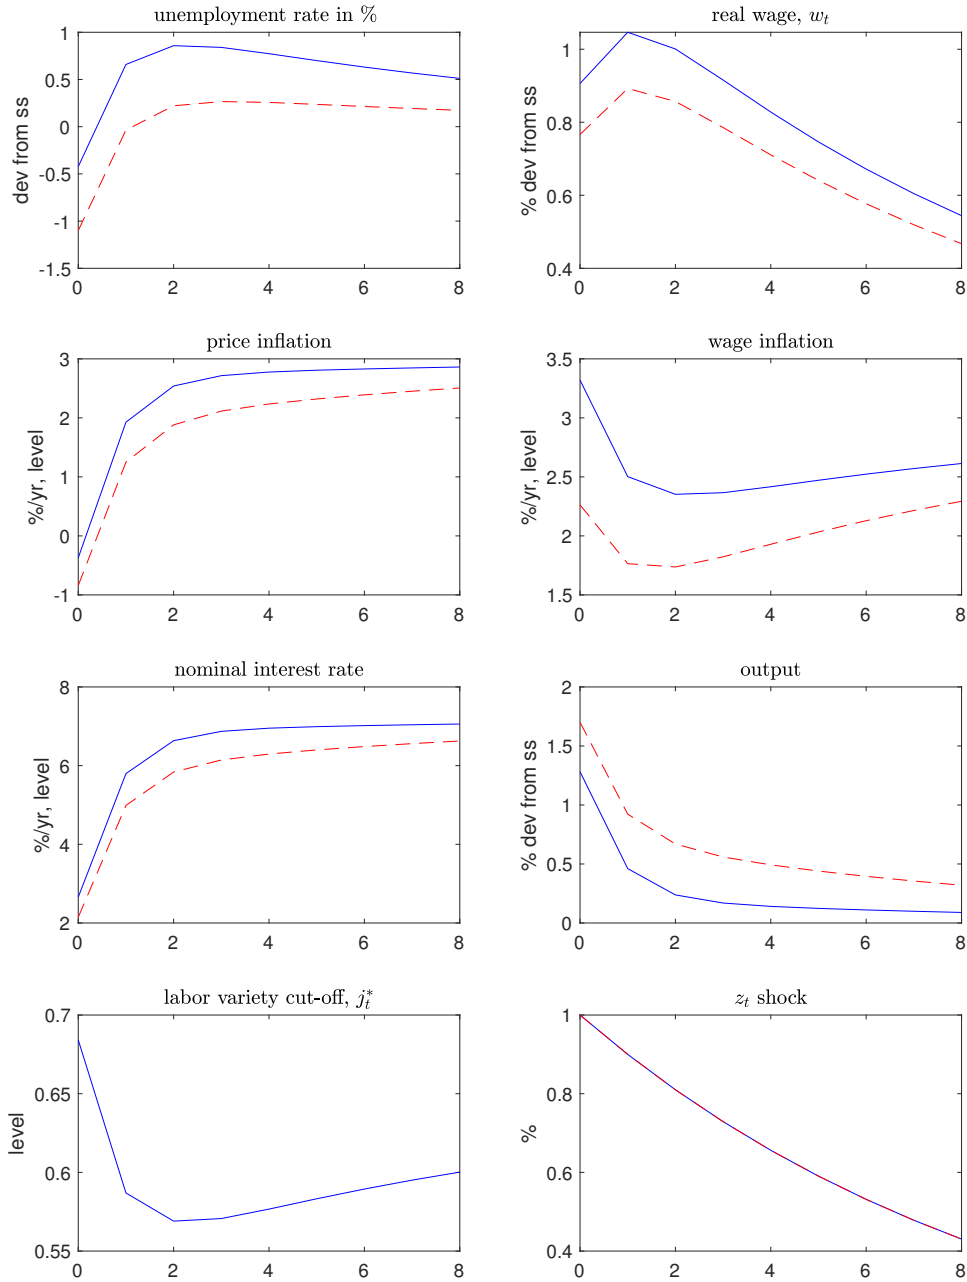 unemployment rate in %
dev from ss
1
0.5
0
-0.5
-1
-1.5
0 2 4 6 8
real wage, w_t
% dev from ss
1
0.8
0.6
0.4
0 2 4 6 8
price inflation
%/yr, level
3
2
1
0
-1
0 2 4 6 8
wage inflation
%/yr, level
3.5
3
2.5
2
1.5
0 2 4 6 8
nominal interest rate
%/yr, level
8
6
4
2
0 2 4 6 8
output
% dev from ss
2
1.5
1
0.5
0
0 2 4 6 8
labor variety cut-off, j_t^*
level
0.7
0.65
0.6
0.55
0 2 4 6 8
z_t shock
%
1
0.8
0.6
0.4
0 2 4 6 8